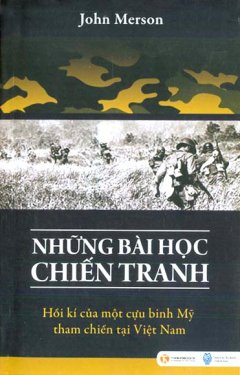 John Merson
NHỮNG BÀI HỌC
CHIẾN TRANH
Hồi kí của một cựu binh Mỹ
tham chiến tại Việt Nam